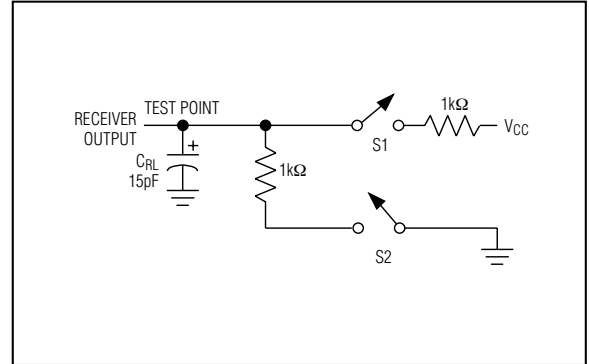 1kΩ
TEST POINT
RECEIVER
OUTPUT
VCC
S1
+
CRL
15pF
1kΩ
S2